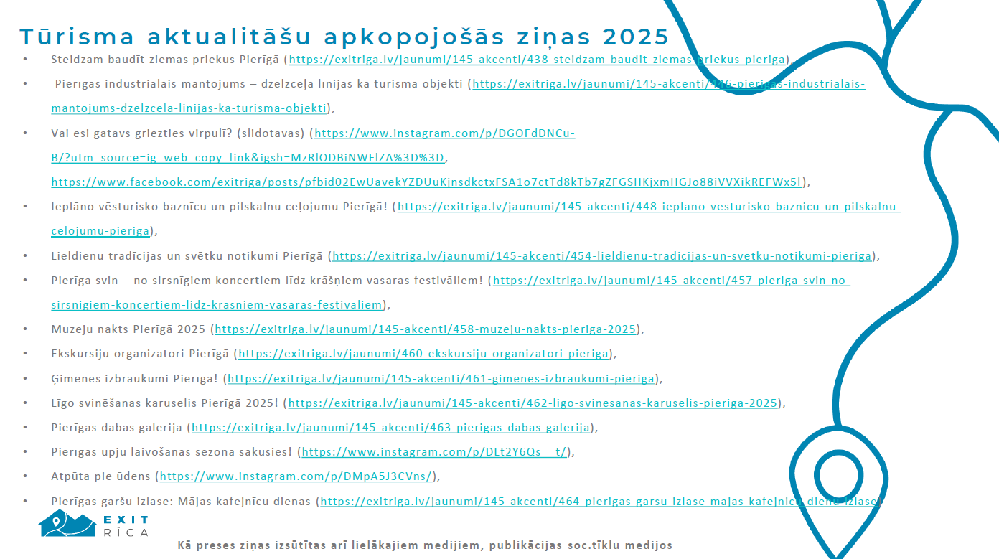 Tūrisma aktualitāšu apkopojošās ziņas 2025
• Steidzam baudīt ziemas priekus Pierīgā (https://exitriga.lv/jaunumi/145-akcenti/438-steidzam-baudit-ziemas-priekus-pieriga),
• Pierīgas industriālais mantojums – dzelzceļa līnijas kā tūrisma objekti (https://exitriga.lv/jaunumi/145-akcenti/446-pierigas-industrialais-
mantojums-dzelzcela-linijas-ka-turisma-objekti),
• Vai esi gatavs griezties virpulī? (slidotavas) (https://www.instagram.com/p/DGOFdDNCu-
B/?utm_source=ig_web_copy_link&igsh=MzRlODBiNWFlZA%3D%3D,
https://www.facebook.com/exitriga/posts/pfbid02EwUavekYZDUuKjnsdkctxFSA1o7ctTd8kTb7gZFGSHKjxmHGJo88iVVXikREFWx5l),
• Ieplāno vēsturisko baznīcu un pilskalnu ceļojumu Pierīgā! (https://exitriga.lv/jaunumi/145-akcenti/448-ieplano-vesturisko-baznicu-un-pilskalnu-
celojumu-pieriga),
• Lieldienu tradīcijas un svētku notikumi Pierīgā (https://exitriga.lv/jaunumi/145-akcenti/454-lieldienu-tradicijas-un-svetku-notikumi-pieriga),
• Pierīga svin – no sirsnīgiem koncertiem līdz krāšņiem vasaras festivāliem! (https://exitriga.lv/jaunumi/145-akcenti/457-pieriga-svin-no-
sirsnigiem-koncertiem-lidz-krasniem-vasaras-festivaliem),
• Muzeju nakts Pierīgā 2025 (https://exitriga.lv/jaunumi/145-akcenti/458-muzeju-nakts-pieriga-2025),
• Ekskursiju organizatori Pierīgā (https://exitriga.lv/jaunumi/460-ekskursiju-organizatori-pieriga),
• Ģimenes izbraukumi Pierīgā! (https://exitriga.lv/jaunumi/145-akcenti/461-gimenes-izbraukumi-pieriga),
• Līgo svinēšanas karuselis Pierīgā 2025! (https://exitriga.lv/jaunumi/145-akcenti/462-ligo-svinesanas-karuselis-pieriga-2025),
• Pierīgas dabas galerija (https://exitriga.lv/jaunumi/145-akcenti/463-pierigas-dabas-galerija),
• Pierīgas upju laivošanas sezona sākusies! (https://www.instagram.com/p/DLt2Y6Qs__t/),
• Atpūta pie ūdens (https://www.instagram.com/p/DMpA5J3CVns/),
• Pierīgas garšu izlase: Mājas kafejnīcu dienas (https://exitriga.lv/jaunumi/145-akcenti/464-pierigas-garsu-izlase-majas-kafejnicu-dienu-izlase)
EXIT
RĪGA
Kā preses ziņas izsūtītas arī lielākajiem medijiem, publikācijas soc.tīklu medijos